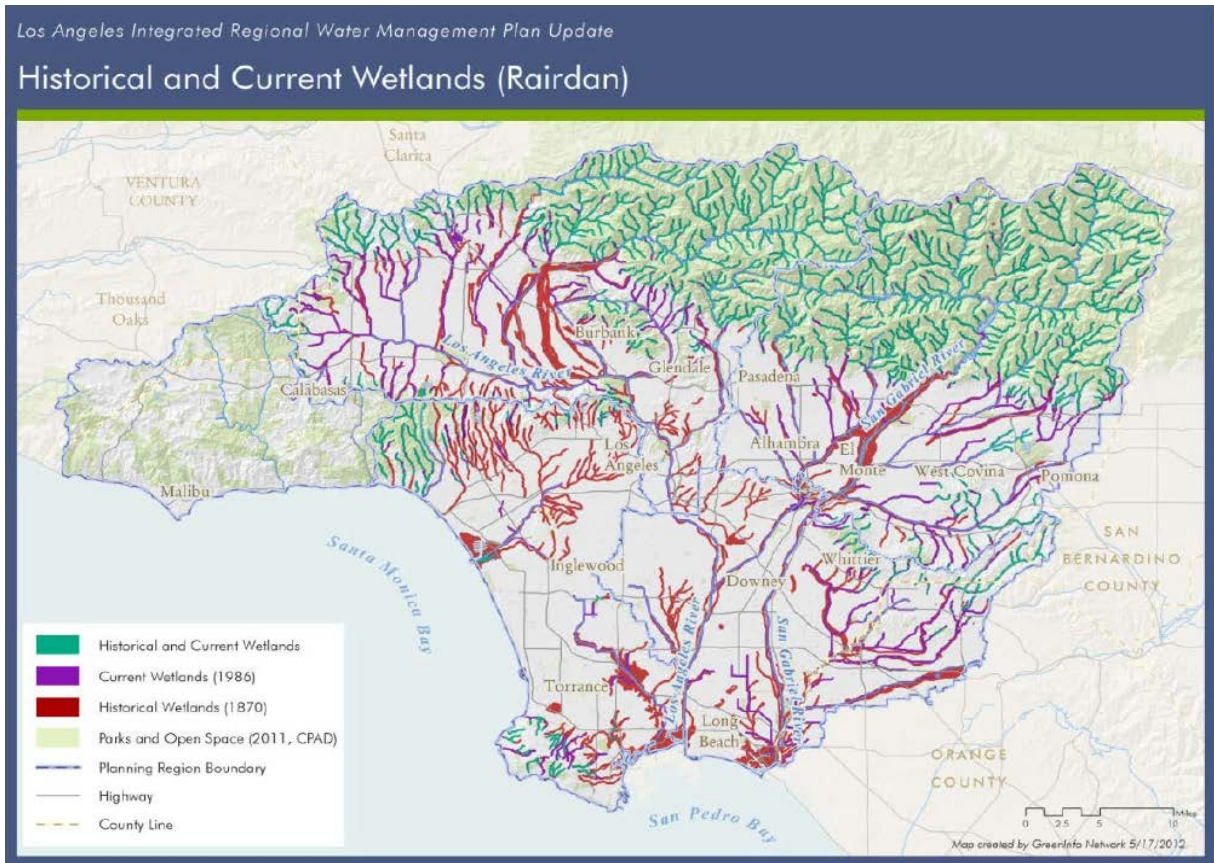 Los Angeles Integrated Regional Water Management Plan Update
Historical and Current Wetlands (Rairdan)
Santa
Clarita
VENTURA
COUNTY
Thousand
Oaks
Burbank
Los Angeles River
Glendale
Pasadena
San Gabriel River
Calabasas
Los
Angeles
Alhambra
El
Monte
West Covina
Pomona
Malibu
SAN
BERNARDINO
COUNTY
Santa Monica Bay
Inglewood
Whittier
Downey
Los Angeles River
San Gabriel River
Torrance
Long
Beach
ORANGE
COUNTY
San Pedro Bay
Historical and Current Wetlands
Current Wetlands (1986)
Historical Wetlands (1870)
Parks and Open Space (2011, CPAD)
Planning Region Boundary
Highway
County Line
Miles
0 2.5 5 10
Map created by GreenInfo Network 5/17/2012